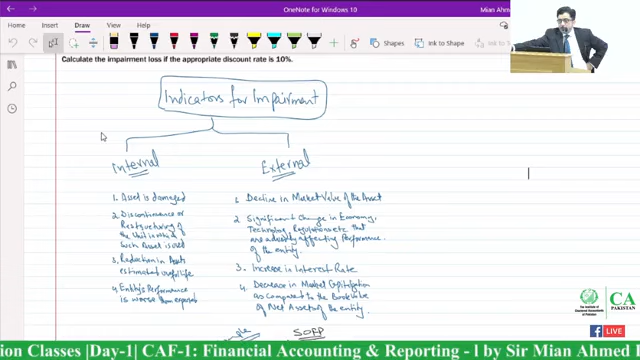 OneNote for Windows 10
Mian Ahmed
Home Insert Draw View Help
Shapes Ink to Shape
Calculate the impairment loss if the appropriate discount rate is 10%.
Indicators for Impairment
Internal
External
1. Asset is damaged
2. Discontinuance or
Restructuring of
the Unit in which
such Asset is used
3. Reduction in Assets
estimated useful life
4. Entity's Performance
is worse than expected
1. Decline in Market Value of the Asset
2 Significant Change in Economy,
Technology, Regulations etc that
are adversly affecting performance
of the entity.
3. Increase in Interest Rate
4. Decrease in Market Capitalization
as compared to the Book Value
of Net Assets of the entity.
SOFP
CA
PAKISTAN
LIVE
ion Classes |Day-1| CAF-1: Financial Accounting & Reporting - I by Sir Mian Ahmed